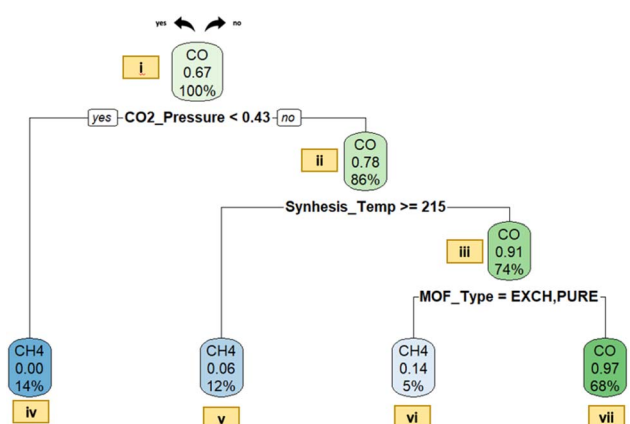 yes no
i
CO
0.67
100%
yes CO2_Pressure < 0.43 no
ii
CO
0.78
86%
Synhesis_Temp >= 215
iii
CO
0.91
74%
MOF_Type = EXCH,PURE
CH4
0.00
14%
iv
CH4
0.06
12%
v
CH4
0.14
5%
vi
CO
0.97
68%
vii